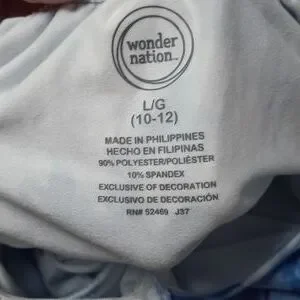 wonder
nation™
L/G
(10-12)
MADE IN PHILIPPINES
HECHO EN FILIPINAS
90% POLYESTER/POLIÉSTER
10% SPANDEX
EXCLUSIVE OF DECORATION
EXCLUSIVO DE DECORACIÓN
RN# 52469 J37